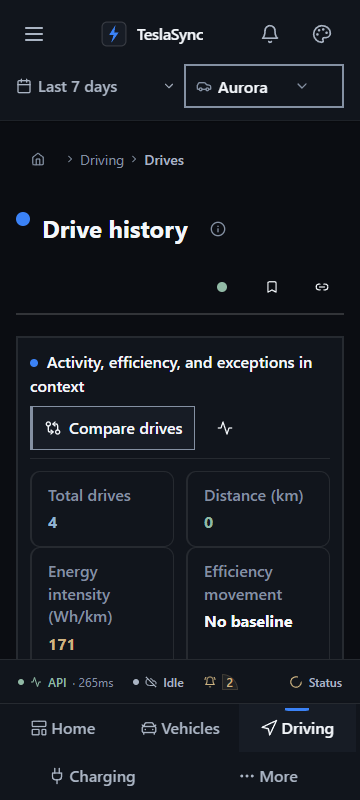 TeslaSync
Last 7 days
Aurora
Driving
Drives
Drive history
Activity, efficiency, and exceptions in
context
Compare drives
Total drives
4
Distance (km)
0
Energy
intensity
(Wh/km)
171
Efficiency
movement
No baseline
API · 265ms
Idle
2
Status
Home
Vehicles
Driving
Charging
More